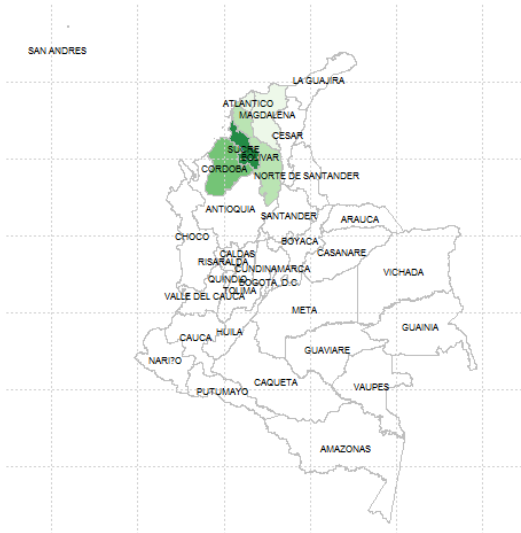 SAN ANDRES
LA GUAJIRA
ATLANTICO
MAGDALENA
CESAR
SUCRE
BOLIVAR
CORDOBA
NORTE DE SANTANDER
ANTIOQUIA
SANTANDER
ARAUCA
CHOCO
BOYACA
CALDAS
CASANARE
RISARALDA
CUNDINAMARCA
VICHADA
QUINDIO
BOGOTA, D.C.
TOLIMA
VALLE DEL CAUCA
META
GUAINIA
HUILA
CAUCA
GUAVIARE
NARI?O
CAQUETA
VAUPES
PUTUMAYO
AMAZONAS